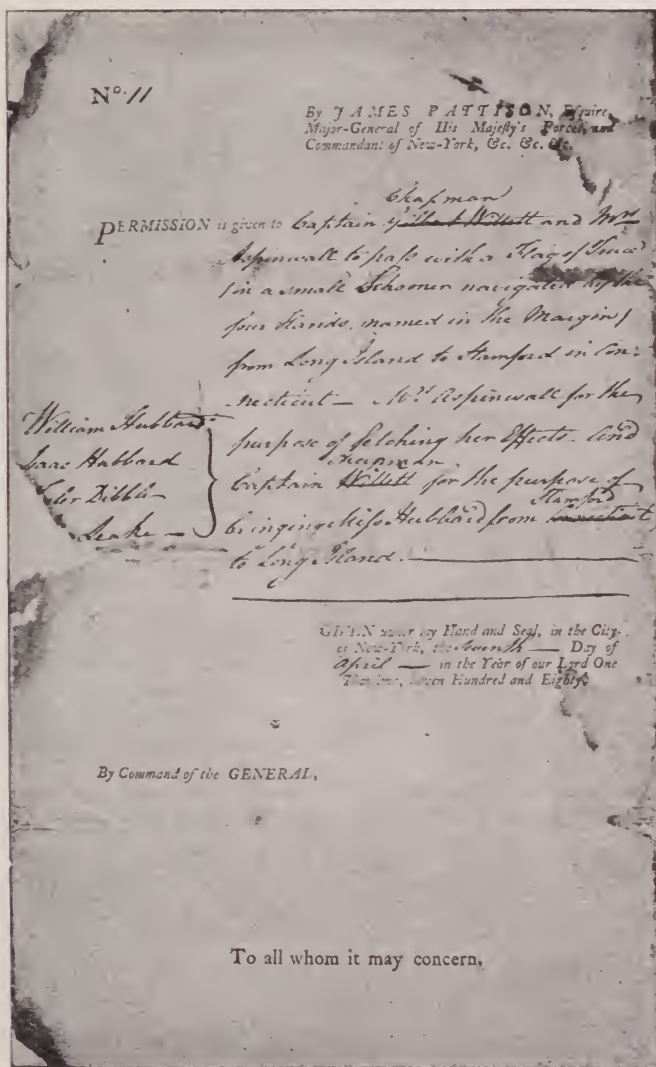 No. 11
By JAMES PATTISON, Esquire
Major-General of His Majesty's Forces, and
Commandant of New-York, &c. &c. &c.
Chapman
PERMISSION is given to Captain Gilbert Willett and Mrs
Aspinwall to pass with a Flag of Truce
(in a small Schooner navigated by the
four Hands, named in the Margin)
from Long Island to Stamford in Con=
necticut — Mrs Aspinwall for the
purpose of fetching her Effects — And
Chapman
Captain Willett for the purpose of
Stamford
bringing Miss Hubbard from Connecticut
to Long Island.
William Hubbard
Isaac Hubbard
Dibble
Leake
GIVEN under my Hand and Seal, in the City
of New-York, the Day of
April — in the Year of our Lord One
Thousand, Seven Hundred and Eighty.
By Command of the GENERAL,
To all whom it may concern.